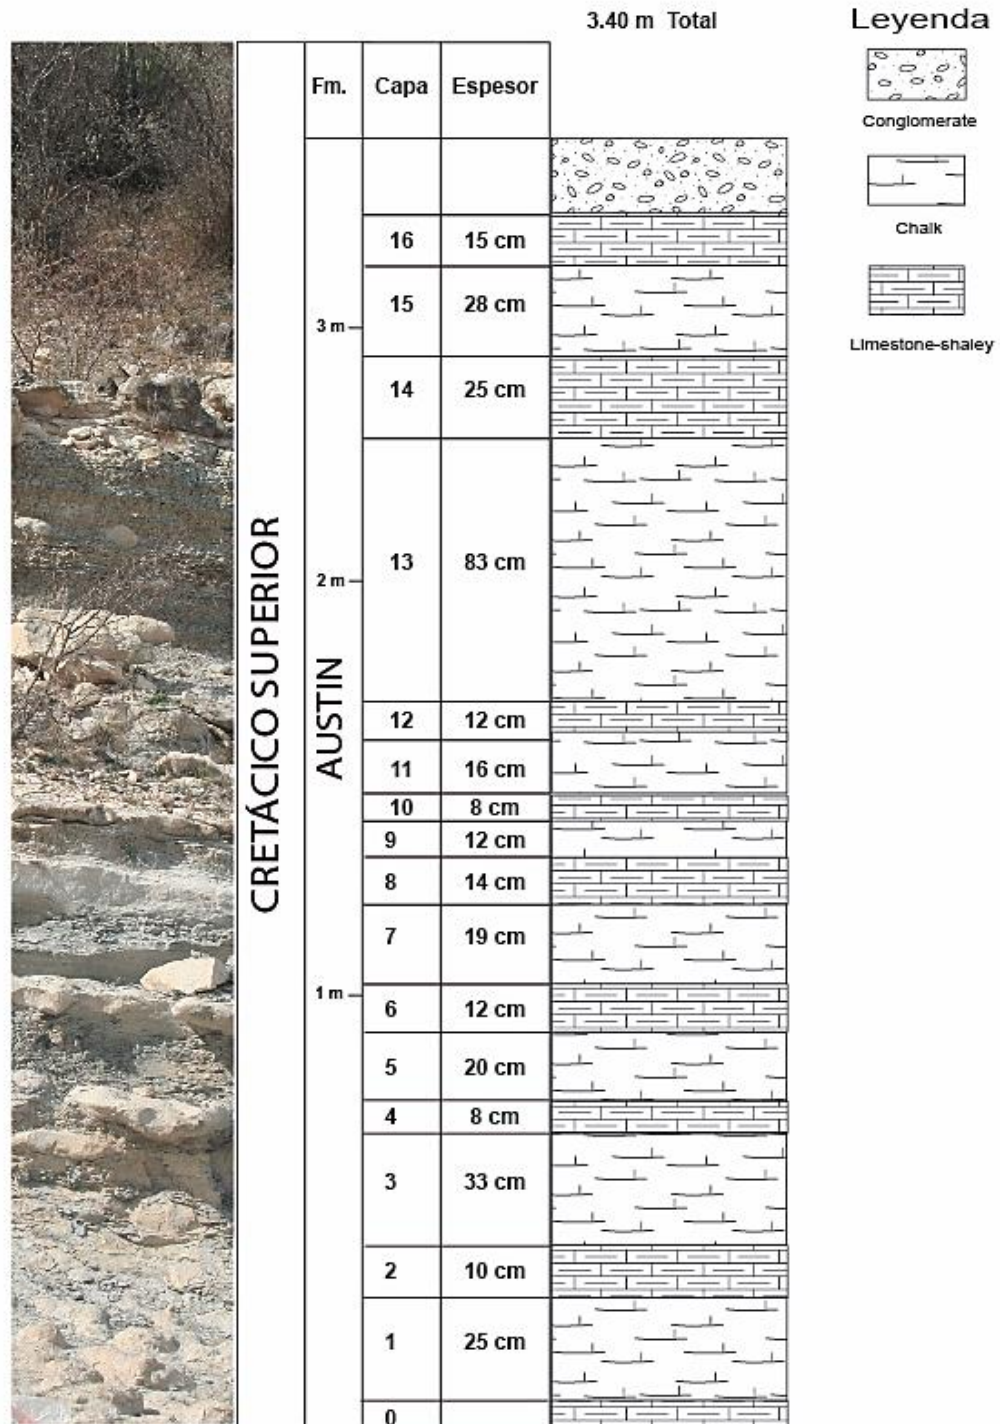 3.40 m Total
Leyenda
Conglomerate
Chalk
Limestone-shaley
CRETÁCICO SUPERIOR
AUSTIN
Fm. Capa Espesor
16 15 cm
15 28 cm
3 m
14 25 cm
13 83 cm
2 m
12 12 cm
11 16 cm
10 8 cm
9 12 cm
8 14 cm
7 19 cm
1 m
6 12 cm
5 20 cm
4 8 cm
3 33 cm
2 10 cm
1 25 cm
0